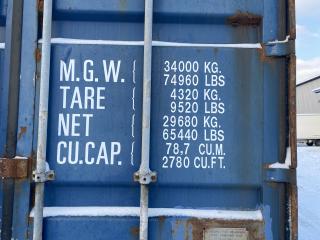 M.G.W. { 34000 KG.
74960 LBS
TARE { 4320 KG.
9520 LBS
NET { 29680 KG.
65440 LBS
CU.CAP. { 78.7 CU.M.
2780 CU.FT.